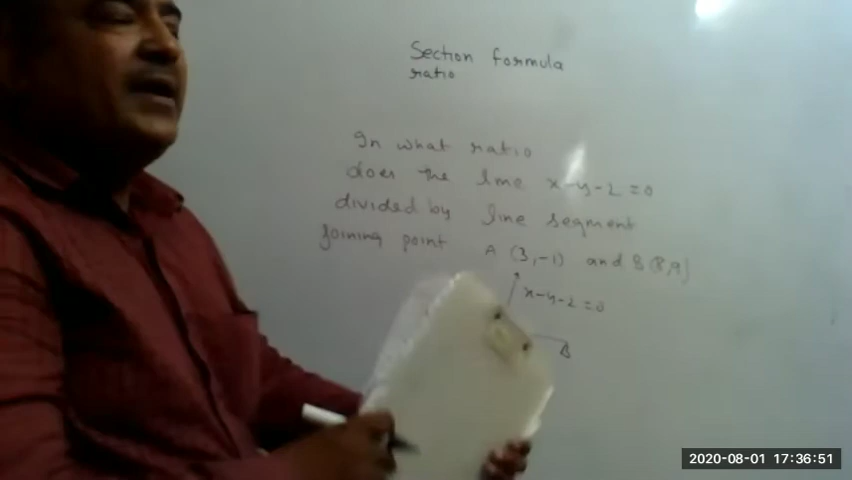 Section formula
ratio
In what ratio
does the line x-y-2=0
divided by line segment
Joining point A (3,-1) and B (8,9)
x-y-2=0
B
2020-08-01 17:36:51